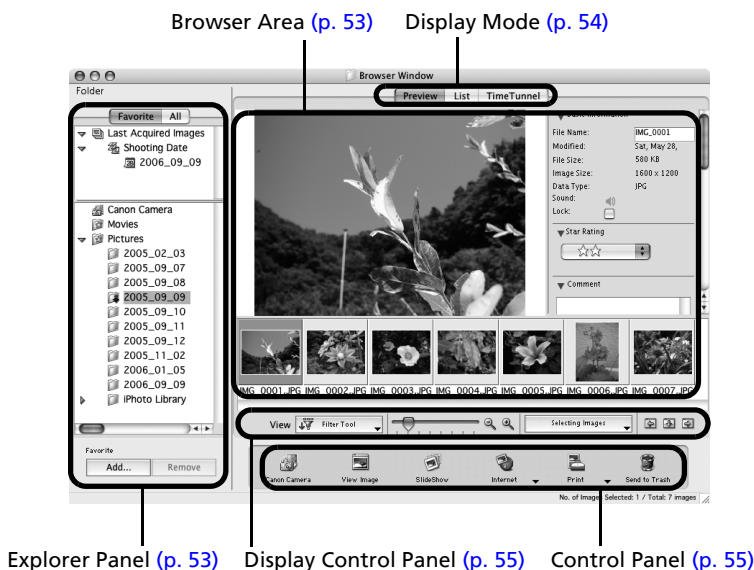 Browser Area (p. 53) Display Mode (p. 54)
Browser Window
Folder
Preview List TimeTunnel
Favorite All
Last Acquired Images
Shooting Date
2006_09_09
Canon Camera
Movies
Pictures
2005_02_03
2005_09_07
2005_09_08
2005_09_09
2005_09_10
2005_09_11
2005_09_12
2005_11_02
2006_01_05
2006_09_09
iPhoto Library
Favorite
Add... Remove
Basic Information
File Name: IMG_0001
Modified: Sat, May 28,
File Size: 580 KB
Image Size: 1600 x 1200
Data Type: JPG
Sound:
Lock:
Star Rating
Comment
IMG_0001.JPG IMG_0002.JPG IMG_0003.JPG IMG_0004.JPG IMG_0005.JPG IMG_0006.JPG IMG_0007.JPG
View Filter Tool Selecting Images
Canon Camera View Image SlideShow Internet Print Send to Trash
No. of Images Selected: 1 / Total: 7 images
Explorer Panel (p. 53) Display Control Panel (p. 55) Control Panel (p. 55)